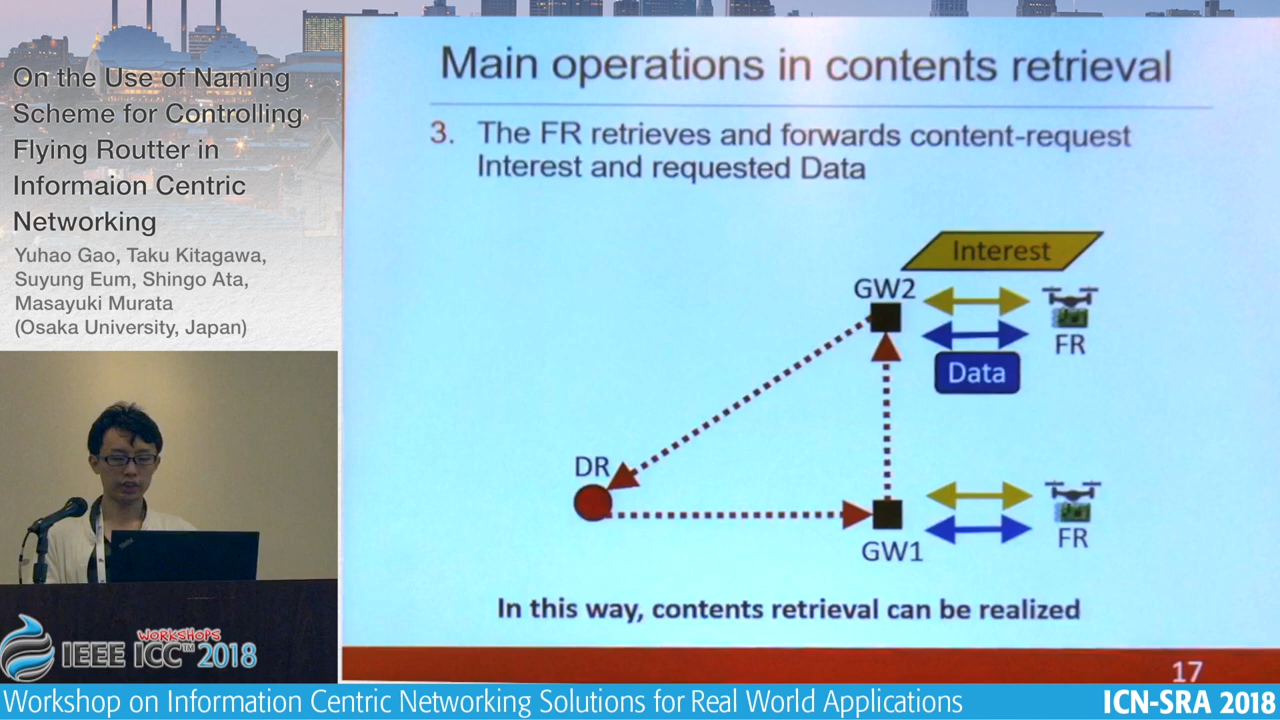 On the Use of Naming
Scheme for Controlling
Flying Routter in
Informaion Centric
Networking
Yuhao Gao, Taku Kitagawa,
Suyung Eum, Shingo Ata,
Masayuki Murata
(Osaka University, Japan)
Main operations in contents retrieval
3. The FR retrieves and forwards content-request
Interest and requested Data
Interest
GW2
FR
Data
DR
GW1
FR
In this way, contents retrieval can be realized
17
WORKSHOPS
IEEE ICC™ 2018
Workshop on Information Centric Networking Solutions for Real World Applications
ICN-SRA 2018